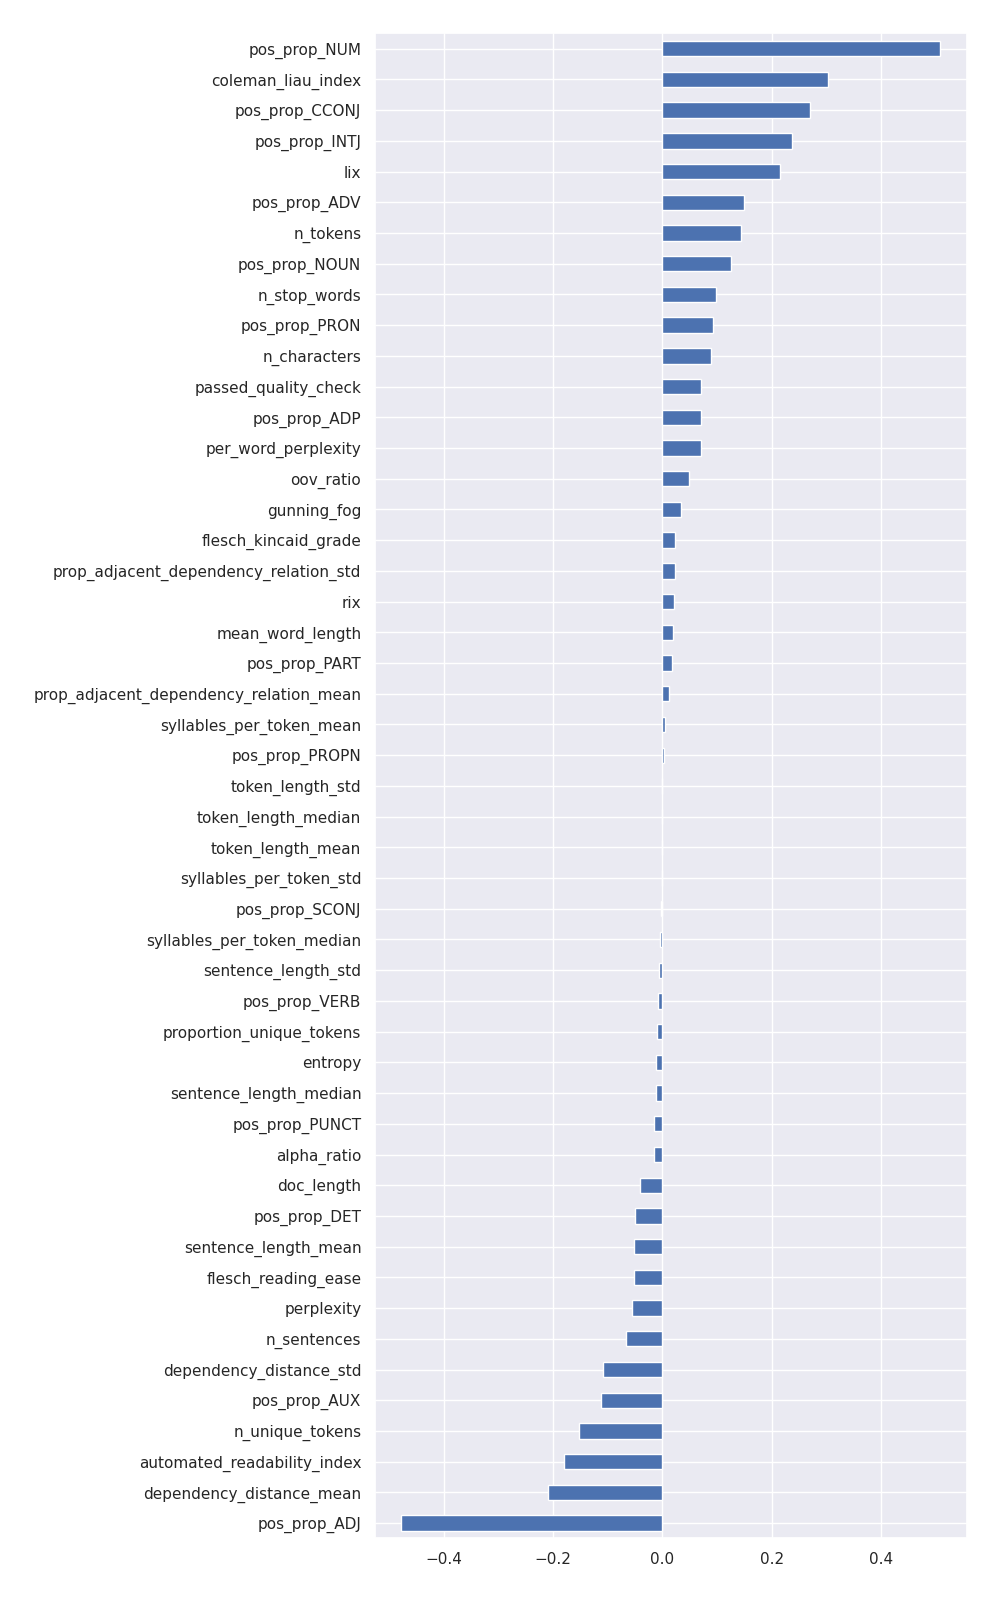 pos_prop_NUM
coleman_liau_index
pos_prop_CCONJ
pos_prop_INTJ
lix
pos_prop_ADV
n_tokens
pos_prop_NOUN
n_stop_words
pos_prop_PRON
n_characters
passed_quality_check
pos_prop_ADP
per_word_perplexity
oov_ratio
gunning_fog
flesch_kincaid_grade
prop_adjacent_dependency_relation_std
rix
mean_word_length
pos_prop_PART
prop_adjacent_dependency_relation_mean
syllables_per_token_mean
pos_prop_PROPN
token_length_std
token_length_median
token_length_mean
syllables_per_token_std
pos_prop_SCONJ
syllables_per_token_median
sentence_length_std
pos_prop_VERB
proportion_unique_tokens
entropy
sentence_length_median
pos_prop_PUNCT
alpha_ratio
doc_length
pos_prop_DET
sentence_length_mean
flesch_reading_ease
perplexity
n_sentences
dependency_distance_std
pos_prop_AUX
n_unique_tokens
automated_readability_index
dependency_distance_mean
pos_prop_ADJ
−0.4 −0.2 0.0 0.2 0.4